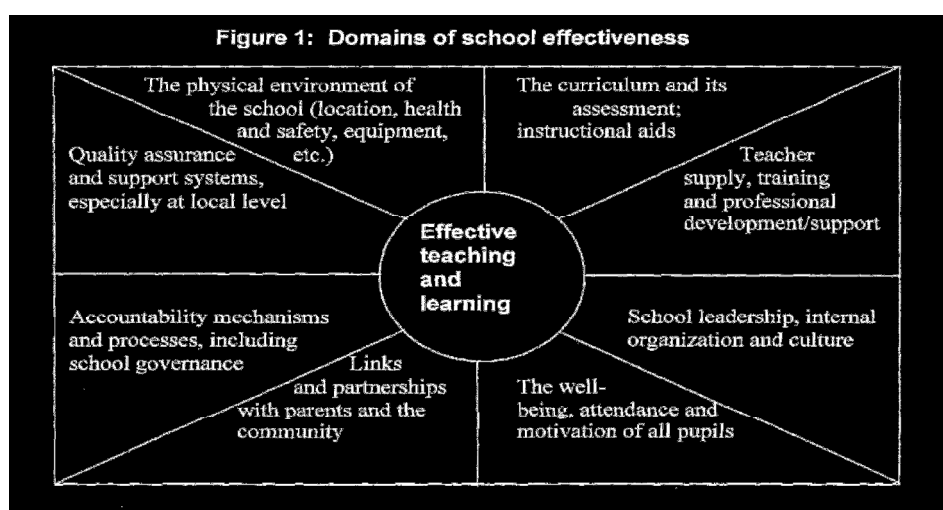 Figure 1: Domains of school effectiveness
The physical environment of
the school (location, health
and safety, equipment,
etc.)
The curriculum and its
assessment;
instructional aids
Quality assurance
and support systems,
especially at local level
Teacher
supply, training
and professional
development/support
Effective
teaching
and
learning
Accountability mechanisms
and processes, including
school governance
School leadership, internal
organization and culture
Links
and partnerships
with parents and the
community
The well-
being, attendance and
motivation of all pupils